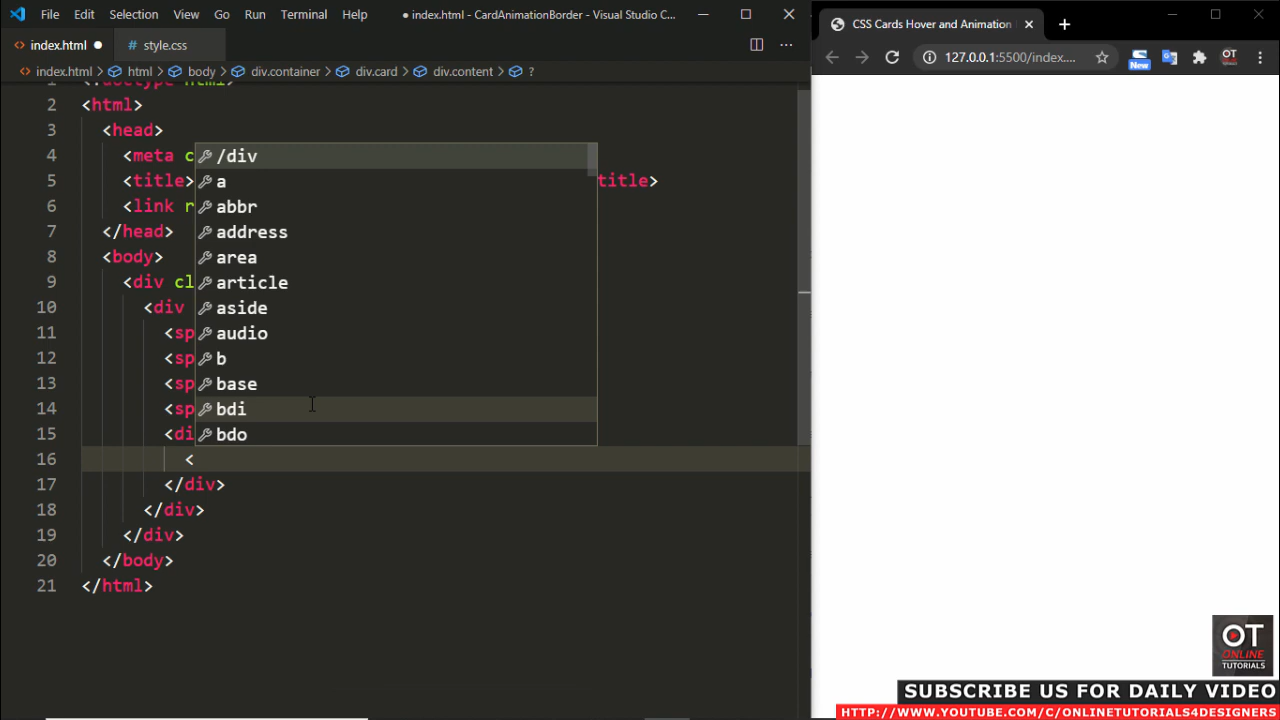 File Edit Selection View Go Run Terminal Help ● index.html - CardAnimationBorder - Visual Studio C...
index.html ● # style.css
index.html > html > body > div.container > div.card > div.content > ?
2 <html>
3 <head>
4 <meta c
5 <title> title>
6 <link r
7 </head>
8 <body>
9 <div cl
10 <div
11 <sp
12 <sp
13 <sp
14 <sp
15 <di
16 <
17 </div>
18 </div>
19 </div>
20 </body>
21 </html>
/div
a
abbr
address
area
article
aside
audio
b
base
bdi
bdo
CSS Cards Hover and Animation
127.0.0.1:5500/index....
New
OT
OT
ONLINE
TUTORIALS
SUBSCRIBE US FOR DAILY VIDEO
HTTP://WWW.YOUTUBE.COM/C/ONLINETUTORIALS4DESIGNERS